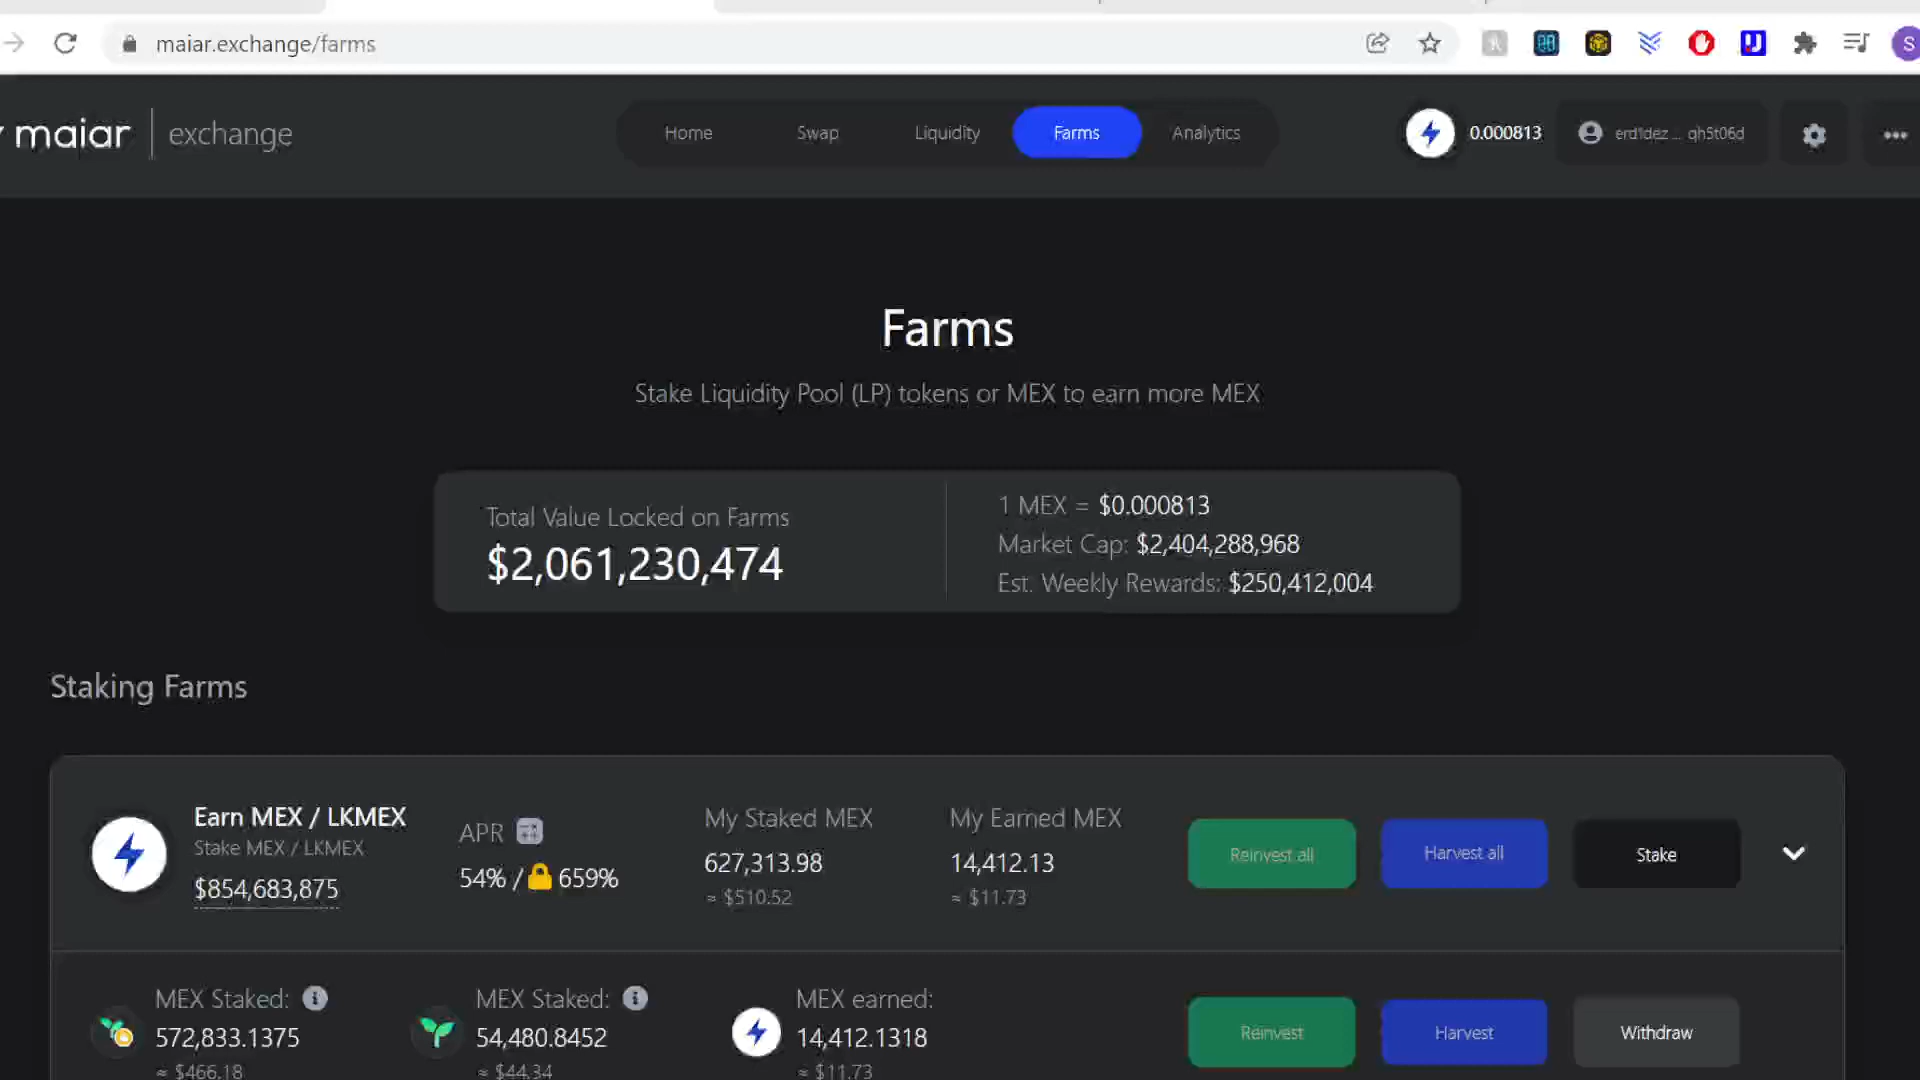 maiar.exchange/farms
S
maiar | exchange
Home
Swap
Liquidity
Farms
Analytics
0.000813
erd1dez ... qh5t06d
Farms
Stake Liquidity Pool (LP) tokens or MEX to earn more MEX
Total Value Locked on Farms
$2,061,230,474
1 MEX = $0.000813
Market Cap: $2,404,288,968
Est. Weekly Rewards: $250,412,004
Staking Farms
Earn MEX / LKMEX
Stake MEX / LKMEX
$854,683,875
APR
54% / 659%
My Staked MEX
627,313.98
≈ $510.52
My Earned MEX
14,412.13
≈ $11.73
Reinvest all
Harvest all
Stake
MEX Staked:
572,833.1375
≈ $466.18
MEX Staked:
54,480.8452
≈ $44.34
MEX earned:
14,412.1318
≈ $11.73
Reinvest
Harvest
Withdraw